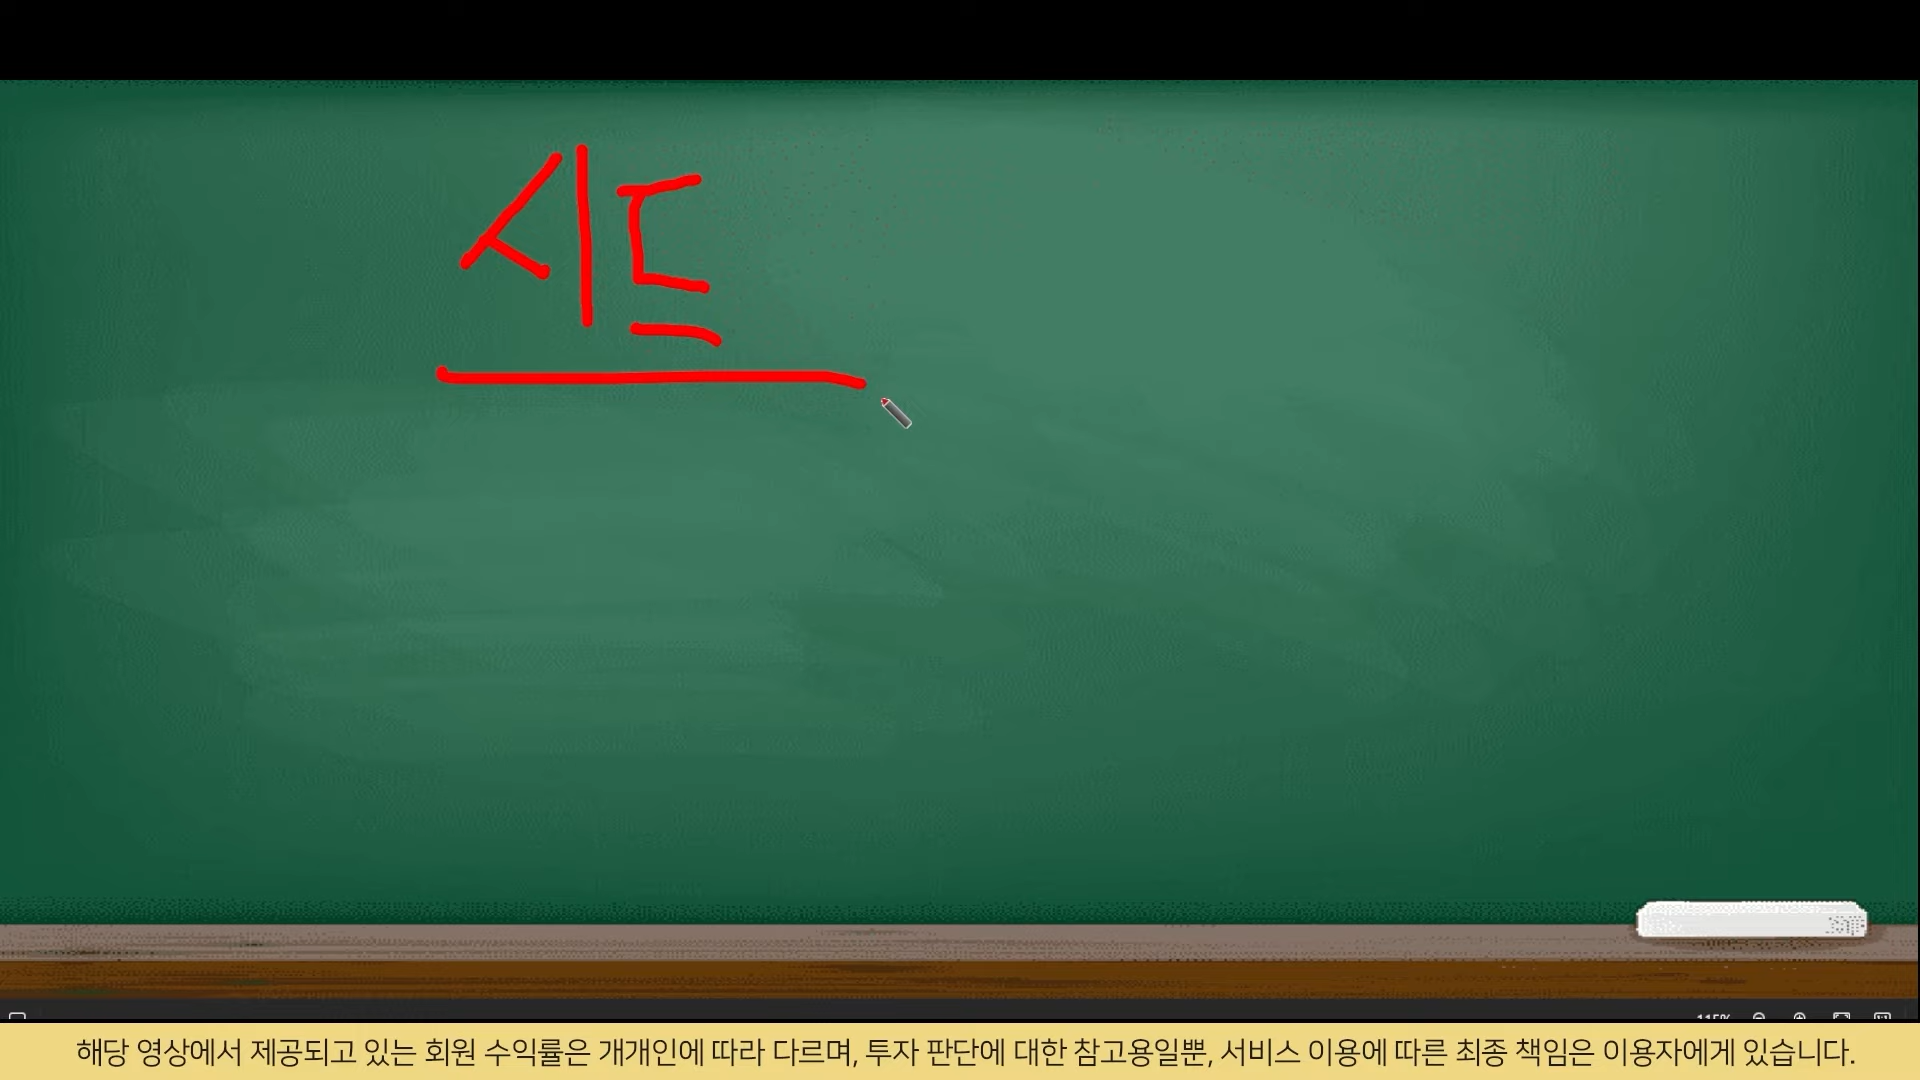 시드
115%
해당 영상에서 제공되고 있는 회원 수익률은 개개인에 따라 다르며, 투자 판단에 대한 참고용일뿐, 서비스 이용에 따른 최종 책임은 이용자에게 있습니다.